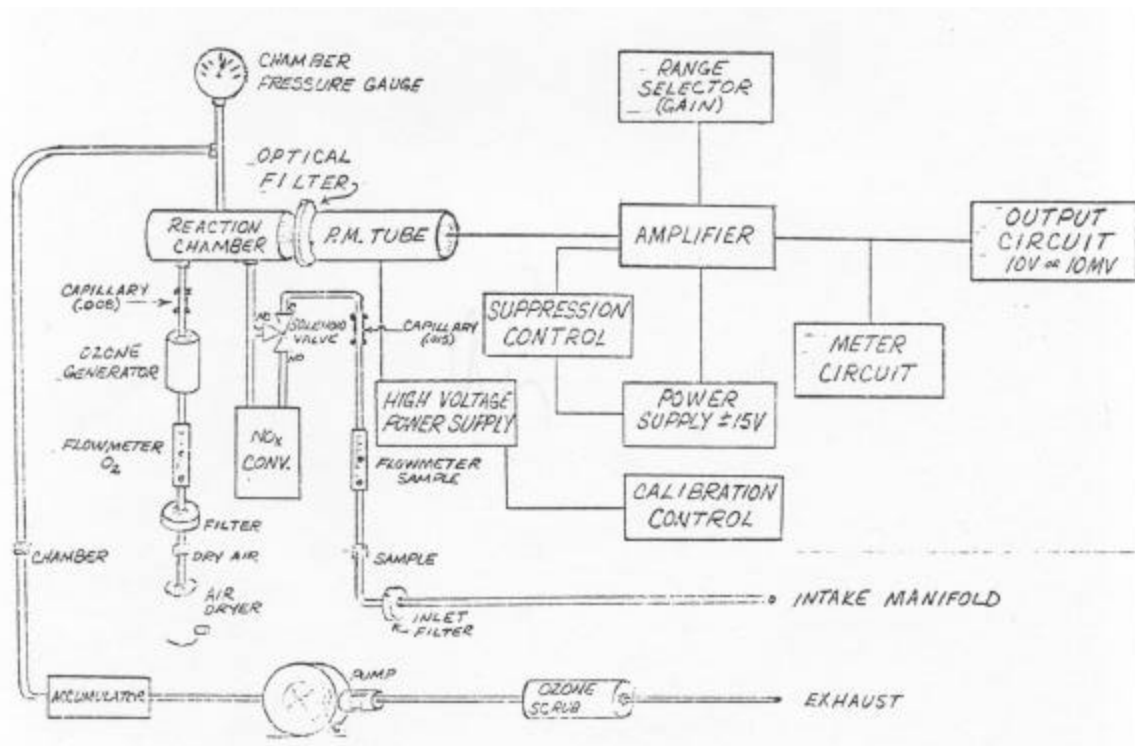 CHAMBER
PRESSURE GAUGE
RANGE
SELECTOR
(GAIN)
OPTICAL
FILTER
REACTION
CHAMBER
P.M. TUBE
AMPLIFIER
OUTPUT
CIRCUIT
10V OR 10MV
CAPILLARY
(.008)
NC
C
SOLENOID
VALVE
NO
CAPILLARY
(.015)
SUPPRESSION
CONTROL
METER
CIRCUIT
OZONE
GENERATOR
HIGH VOLTAGE
POWER SUPPLY
POWER
SUPPLY ±15V
FLOWMETER
O2
NOX
CONV.
FLOWMETER
SAMPLE
CALIBRATION
CONTROL
FILTER
CHAMBER
DRY AIR
SAMPLE
AIR
DRYER
INLET
FILTER
INTAKE MANIFOLD
ACCUMULATOR
PUMP
OZONE
SCRUB
EXHAUST